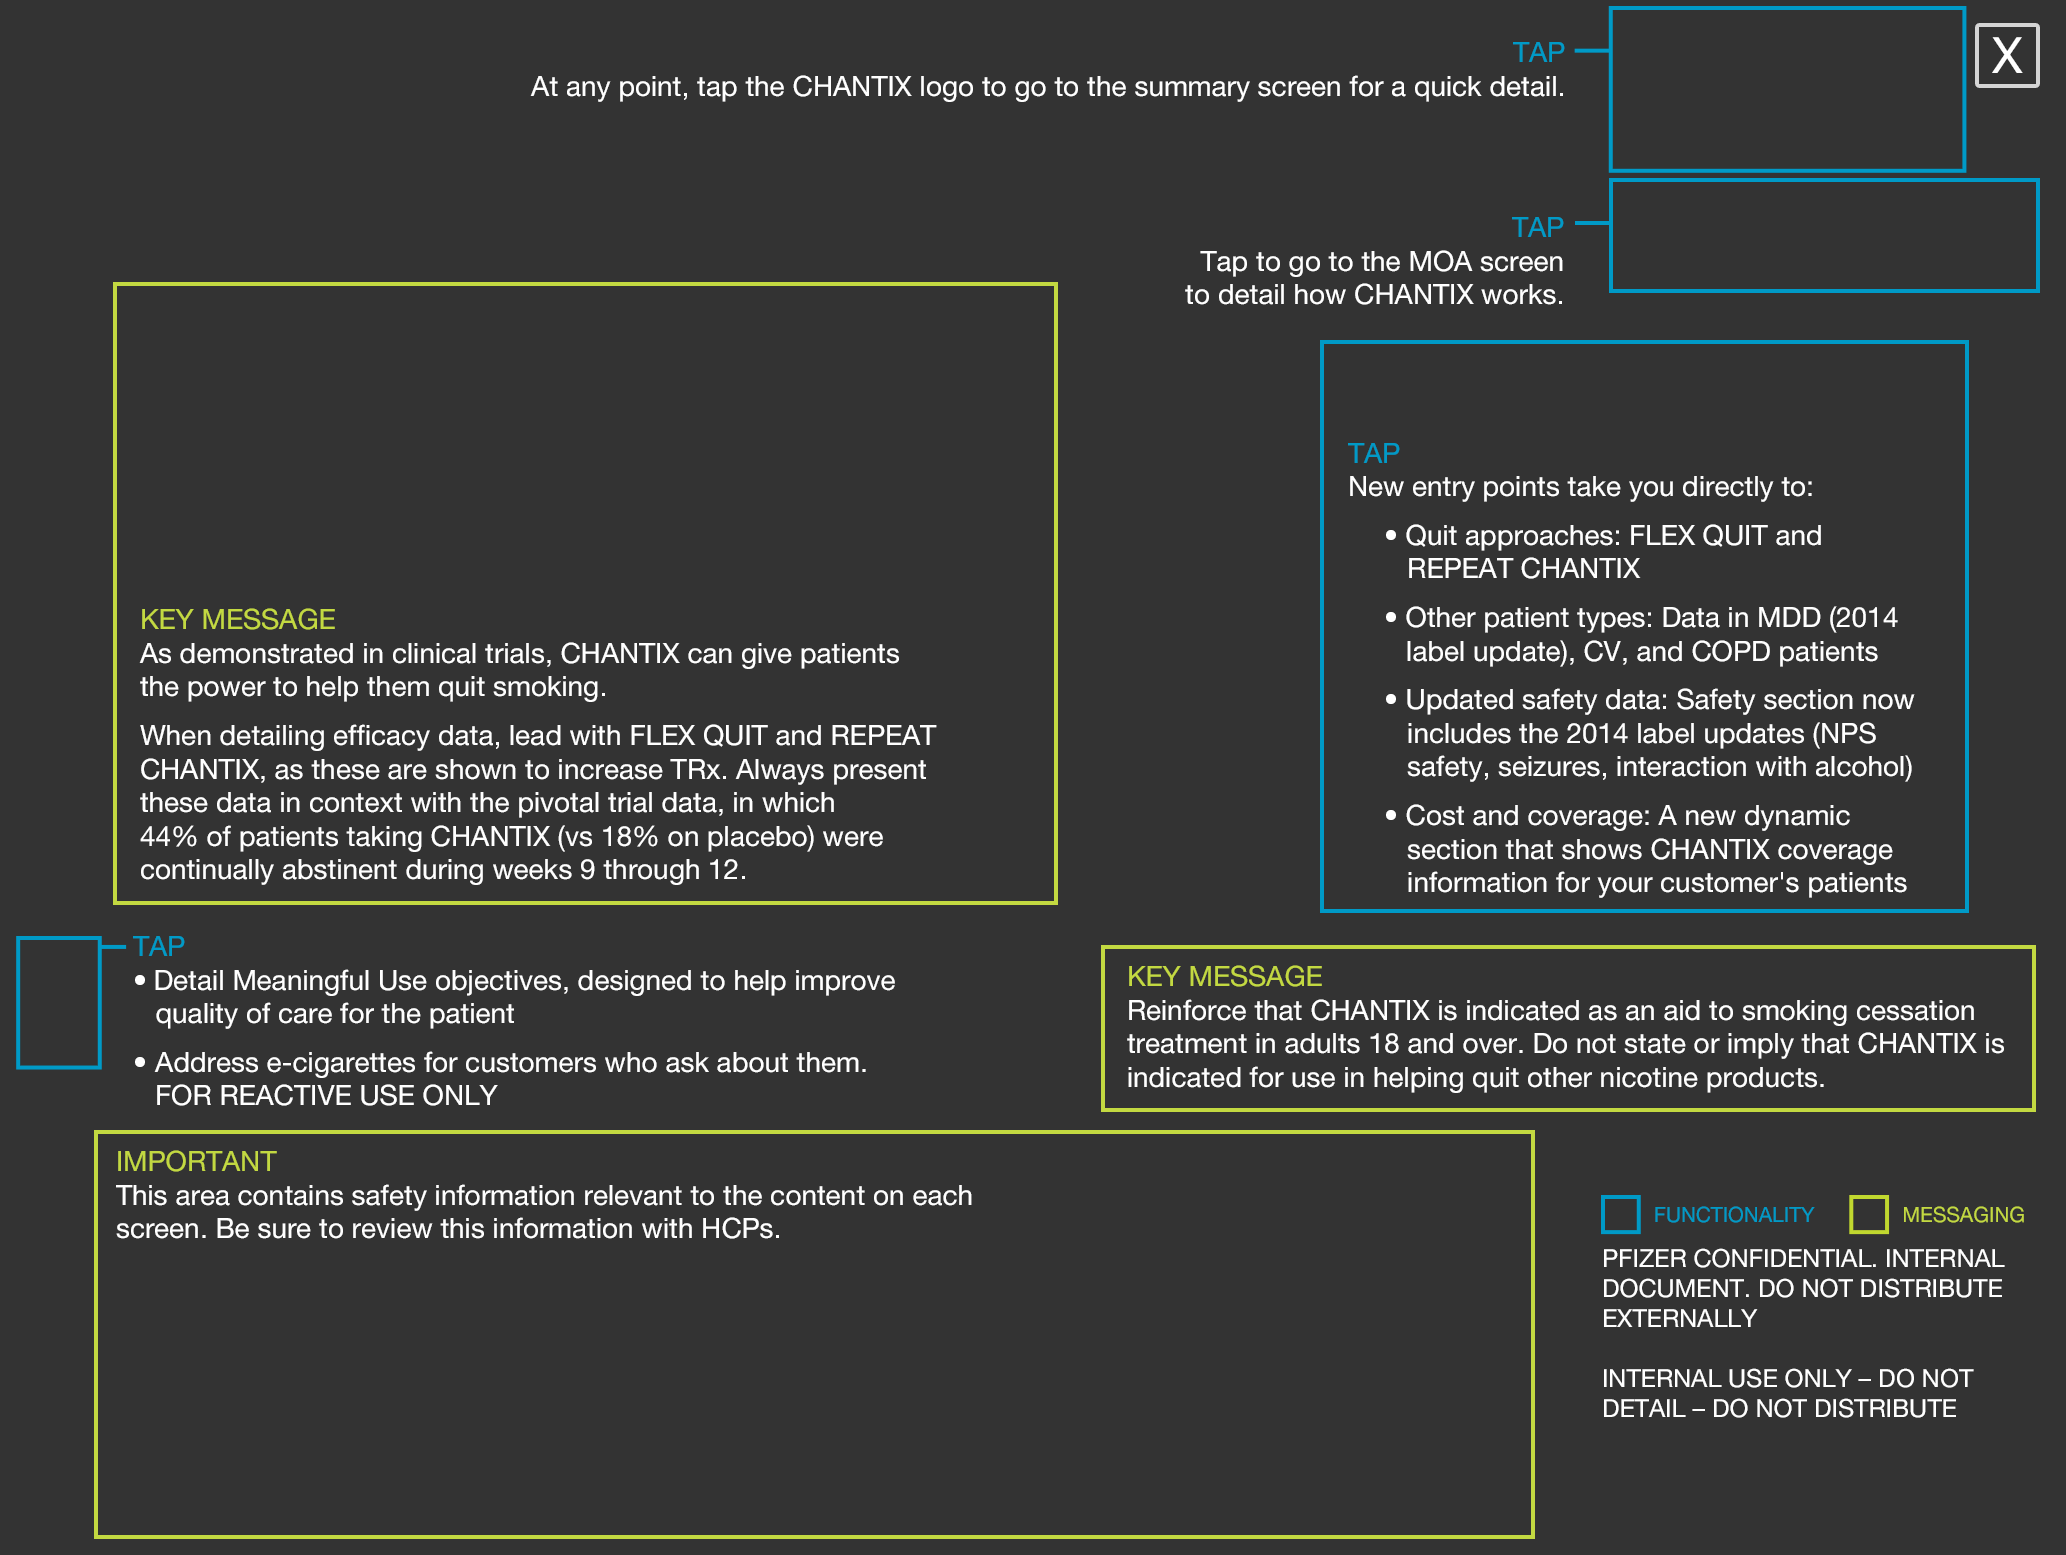 TAP
At any point, tap the CHANTIX logo to go to the summary screen for a quick detail.
X
TAP
Tap to go to the MOA screen
to detail how CHANTIX works.
TAP
New entry points take you directly to:
• Quit approaches: FLEX QUIT and
REPEAT CHANTIX
• Other patient types: Data in MDD (2014
label update), CV, and COPD patients
• Updated safety data: Safety section now
includes the 2014 label updates (NPS
safety, seizures, interaction with alcohol)
• Cost and coverage: A new dynamic
section that shows CHANTIX coverage
information for your customer's patients
KEY MESSAGE
As demonstrated in clinical trials, CHANTIX can give patients
the power to help them quit smoking.
When detailing efficacy data, lead with FLEX QUIT and REPEAT
CHANTIX, as these are shown to increase TRx. Always present
these data in context with the pivotal trial data, in which
44% of patients taking CHANTIX (vs 18% on placebo) were
continually abstinent during weeks 9 through 12.
TAP
• Detail Meaningful Use objectives, designed to help improve
quality of care for the patient
• Address e-cigarettes for customers who ask about them.
FOR REACTIVE USE ONLY
KEY MESSAGE
Reinforce that CHANTIX is indicated as an aid to smoking cessation
treatment in adults 18 and over. Do not state or imply that CHANTIX is
indicated for use in helping quit other nicotine products.
IMPORTANT
This area contains safety information relevant to the content on each
screen. Be sure to review this information with HCPs.
FUNCTIONALITY
MESSAGING
PFIZER CONFIDENTIAL. INTERNAL
DOCUMENT. DO NOT DISTRIBUTE
EXTERNALLY
INTERNAL USE ONLY – DO NOT
DETAIL – DO NOT DISTRIBUTE